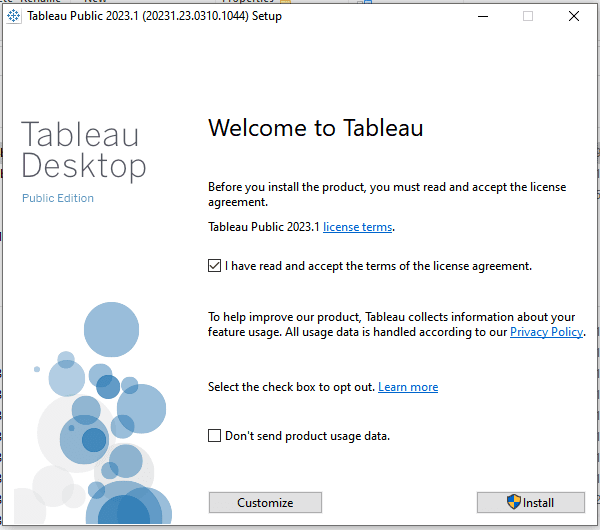 Tableau Public 2023.1 (20231.23.0310.1044) Setup
Tableau
Desktop
Public Edition
Welcome to Tableau
Before you install the product, you must read and accept the license
agreement.
Tableau Public 2023.1 license terms.
I have read and accept the terms of the license agreement.
To help improve our product, Tableau collects information about your
feature usage. All usage data is handled according to our Privacy Policy.
Select the check box to opt out. Learn more
Don't send product usage data.
Customize
Install